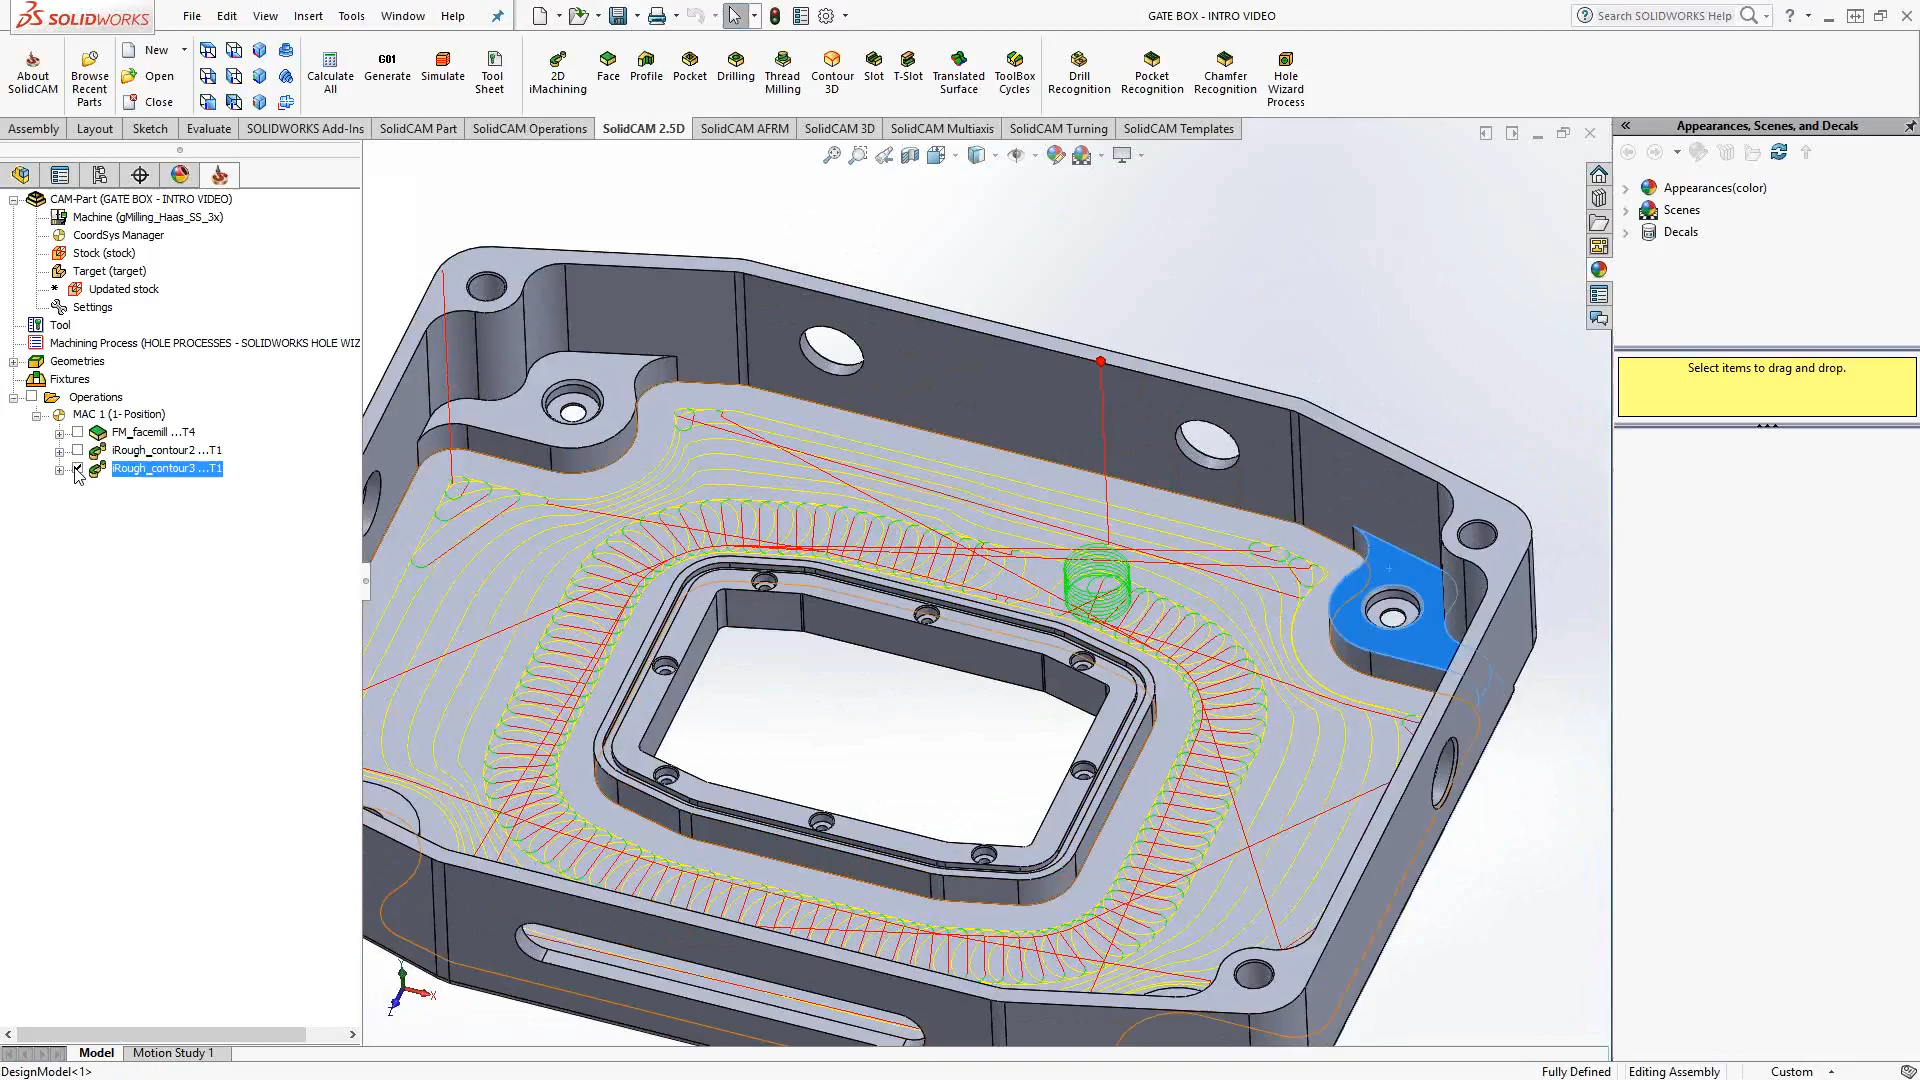 SOLIDWORKS
File Edit View Insert Tools Window Help
GATE BOX - INTRO VIDEO
Search SOLIDWORKS Help
About SolidCAM
Browse Recent Parts
New
Open
Close
Calculate All
G01
Generate
Simulate
Tool Sheet
2D iMachining
Face
Profile
Pocket
Drilling
Thread Milling
Contour 3D
Slot
T-Slot
Translated Surface
ToolBox Cycles
Drill Recognition
Pocket Recognition
Chamfer Recognition
Hole Wizard Process
Assembly Layout Sketch Evaluate SOLIDWORKS Add-Ins SolidCAM Part SolidCAM Operations SolidCAM 2.5D SolidCAM AFRM SolidCAM 3D SolidCAM Multiaxis SolidCAM Turning SolidCAM Templates
CAM-Part (GATE BOX - INTRO VIDEO)
Machine (gMilling_Haas_SS_3x)
CoordSys Manager
Stock (stock)
Target (target)
* Updated stock
Settings
Tool
Machining Process (HOLE PROCESSES - SOLIDWORKS HOLE WIZ
Geometries
Fixtures
Operations
MAC 1 (1- Position)
FM_facemill ...T4
iRough_contour2 ...T1
iRough_contour3 ...T1
Appearances, Scenes, and Decals
Appearances(color)
Scenes
Decals
Select items to drag and drop.
Y
X
Z
Model Motion Study 1
DesignModel<1>
Fully Defined Editing Assembly Custom